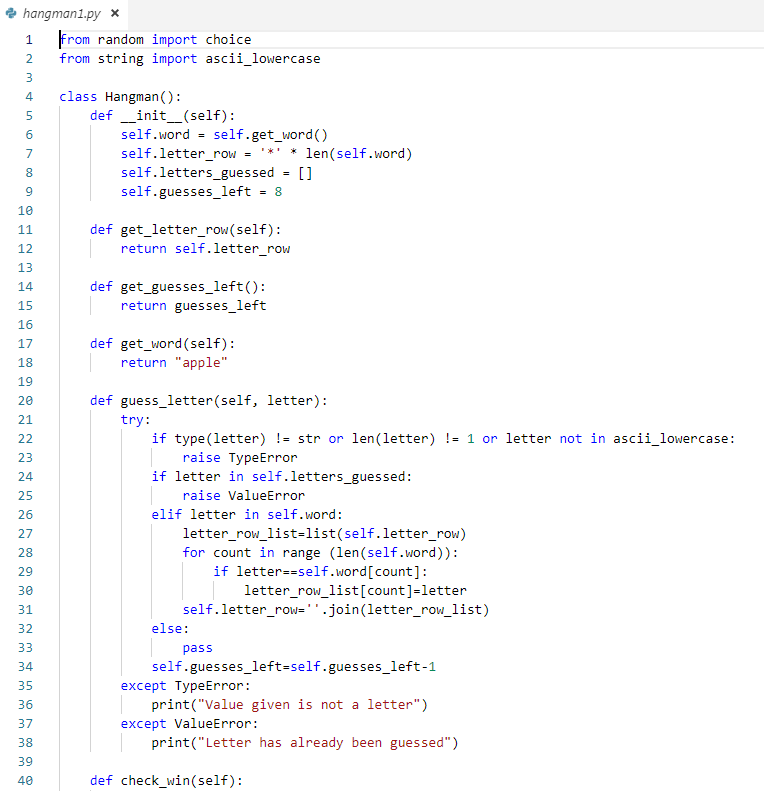 hangman1.py ×
1 from random import choice
2 from string import ascii_lowercase
3
4 class Hangman():
5     def __init__(self):
6         self.word = self.get_word()
7         self.letter_row = '*' * len(self.word)
8         self.letters_guessed = []
9         self.guesses_left = 8
10
11     def get_letter_row(self):
12         return self.letter_row
13
14     def get_guesses_left():
15         return guesses_left
16
17     def get_word(self):
18         return "apple"
19
20     def guess_letter(self, letter):
21         try:
22             if type(letter) != str or len(letter) != 1 or letter not in ascii_lowercase:
23                 raise TypeError
24             if letter in self.letters_guessed:
25                 raise ValueError
26             elif letter in self.word:
27                 letter_row_list=list(self.letter_row)
28                 for count in range (len(self.word)):
29                     if letter==self.word[count]:
30                         letter_row_list[count]=letter
31                 self.letter_row=''.join(letter_row_list)
32             else:
33                 pass
34             self.guesses_left=self.guesses_left-1
35         except TypeError:
36             print("Value given is not a letter")
37         except ValueError:
38             print("Letter has already been guessed")
39
40     def check_win(self):